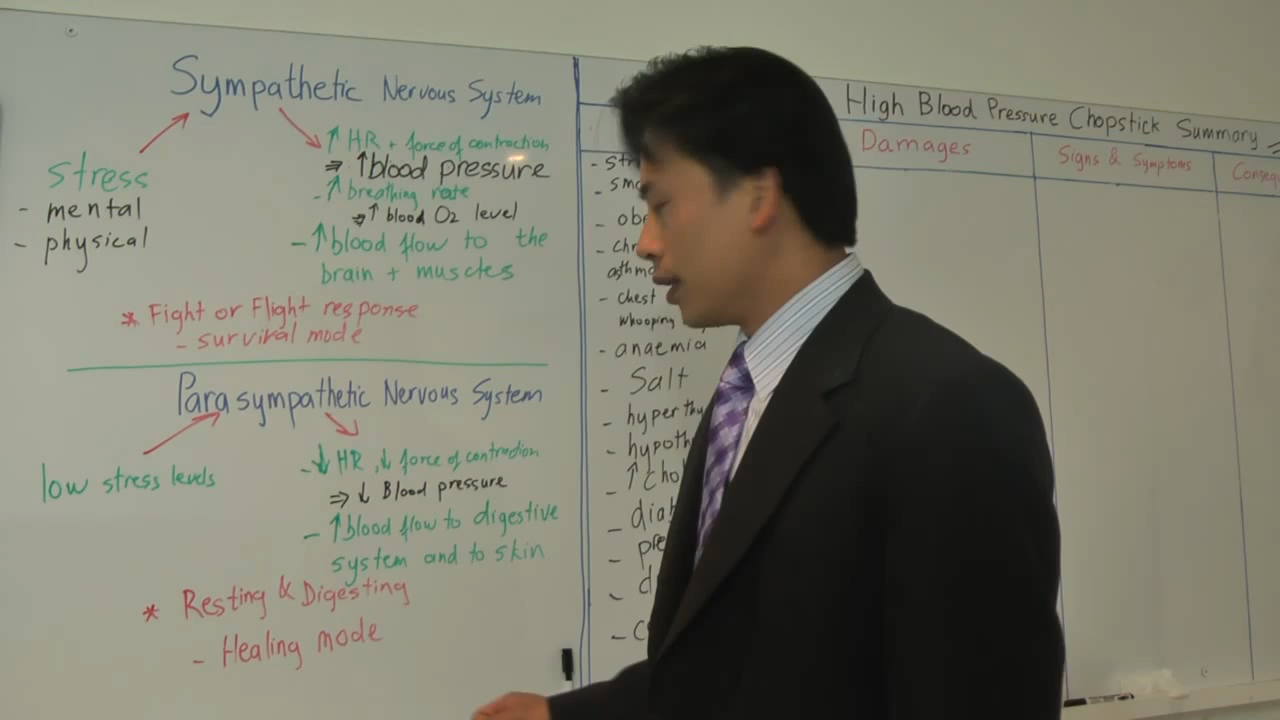 Sympathetic Nervous System
↑ HR + force of contraction
⇒ ↑ blood pressure
- ↑ breathing rate
⇒ ↑ blood O2 level
- ↑ blood flow to the
brain + muscles
stress
- mental
- physical
* Fight or Flight response
- survival mode
Parasympathetic Nervous System
low stress levels
- ↓ HR, ↓ force of contraction
⇒ ↓ Blood pressure
- ↑ blood flow to digestive
system and to skin
* Resting & Digesting
- Healing mode
High Blood Pressure Chopstick Summary
Damages
Signs & Symptoms
- chest
whooping
- anaemia
- Salt